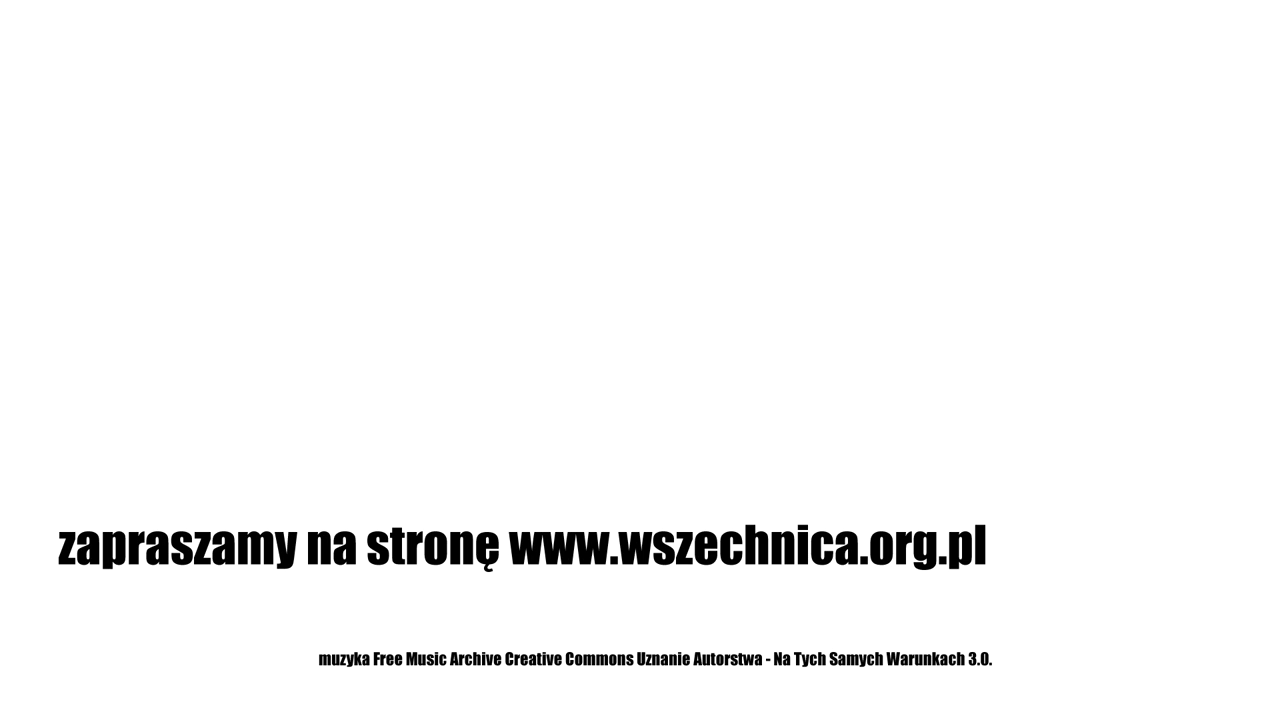 zapraszamy na stronę www.wszechnica.org.pl
muzyka Free Music Archive Creative Commons Uznanie Autorstwa - Na Tych Samych Warunkach 3.0.